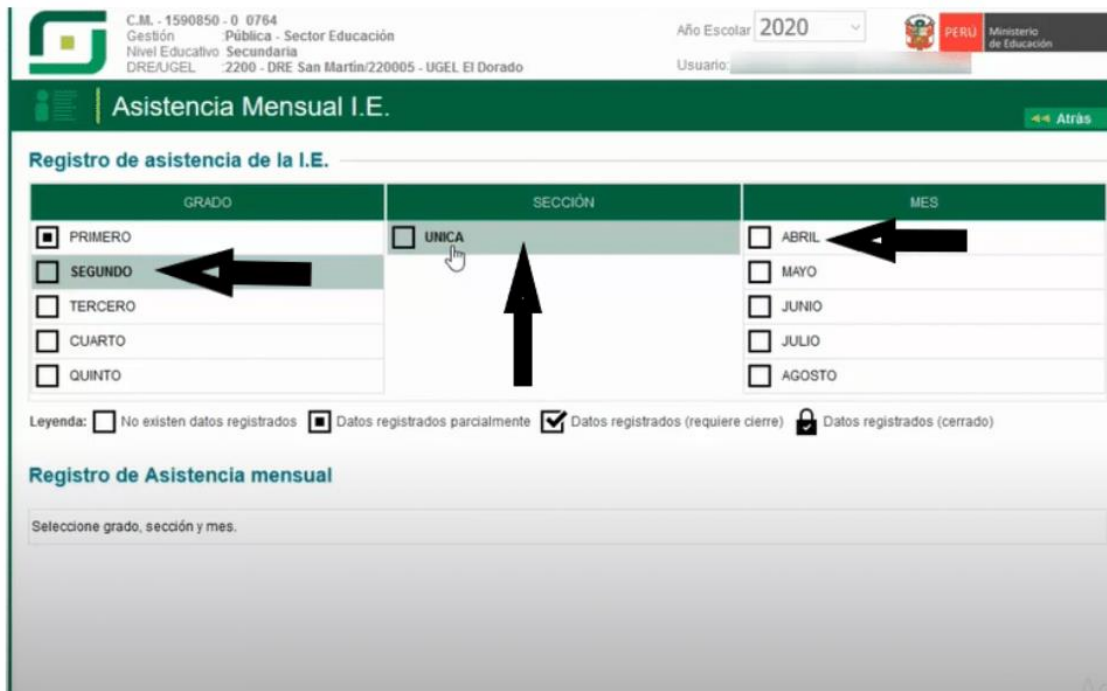 C.M. - 1590850 - 0 0764
Gestión :Pública - Sector Educación
Nivel Educativo Secundaria
DRE/UGEL :2200 - DRE San Martín/220005 - UGEL El Dorado
Año Escolar 2020
Usuario:
PERÚ Ministerio de Educación
Asistencia Mensual I.E.
Atràs
Registro de asistencia de la I.E.
GRADO SECCIÓN MES
PRIMERO UNICA ABRIL
SEGUNDO MAYO
TERCERO JUNIO
CUARTO JULIO
QUINTO AGOSTO
Leyenda: No existen datos registrados Datos registrados parcialmente Datos registrados (requiere cierre) Datos registrados (cerrado)
Registro de Asistencia mensual
Seleccione grado, sección y mes.